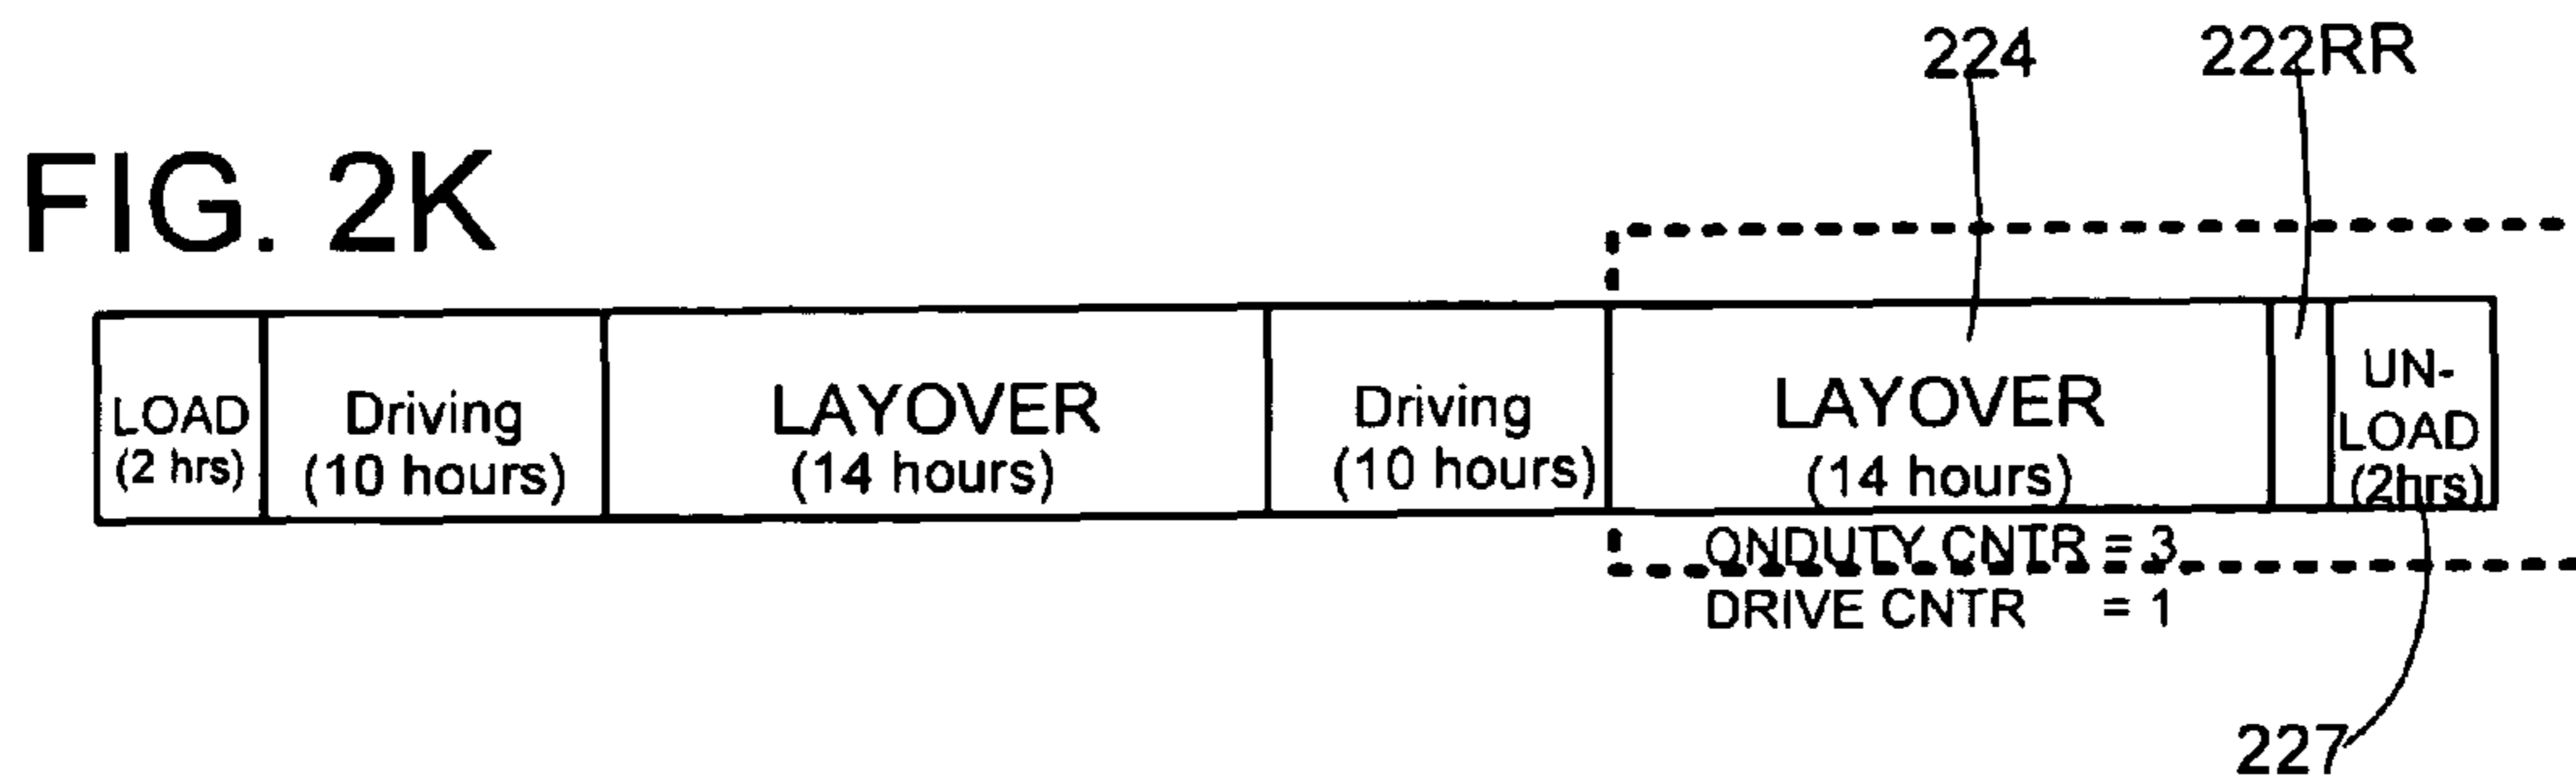 224
222RR
FIG. 2K
LOAD
(2 hrs)
Driving
(10 hours)
LAYOVER
(14 hours)
Driving
(10 hours)
LAYOVER
(14 hours)
UN-
LOAD
(2hrs)
ONDUTY CNTR = 3
DRIVE CNTR = 1
227